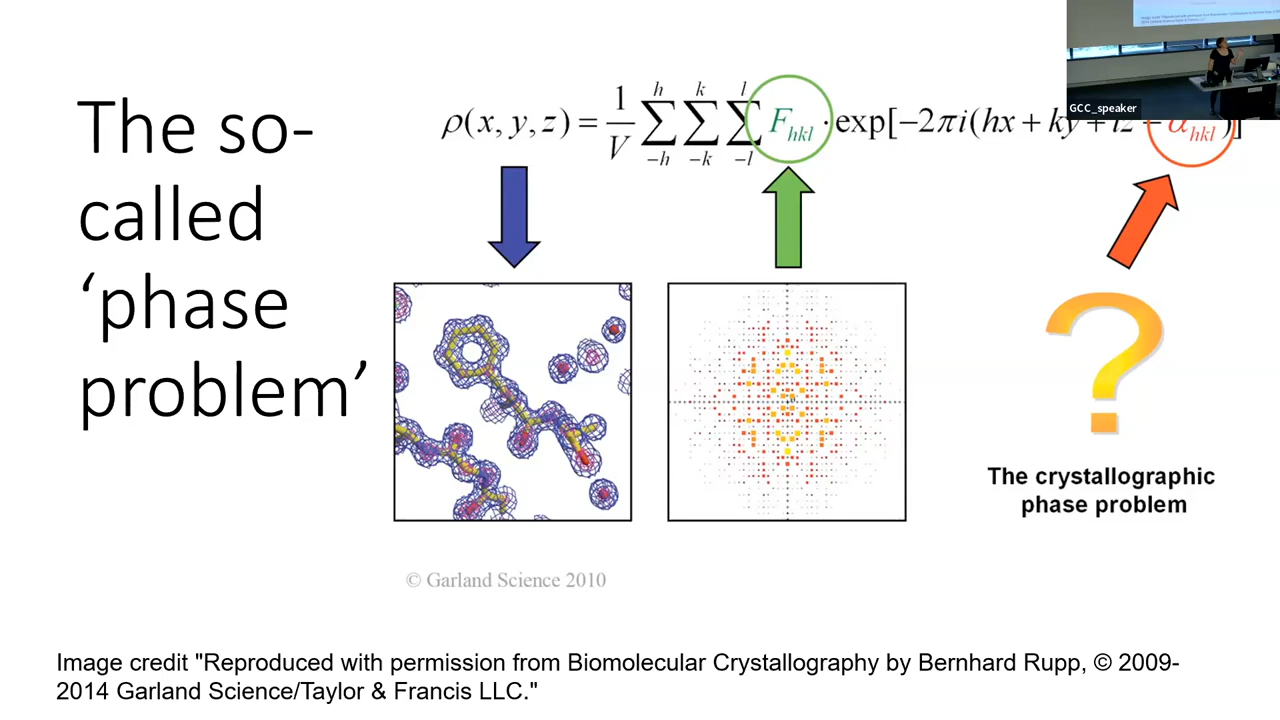 The so-
called
‘phase
problem’
ρ(x, y, z) = 1/V ∑ ∑ ∑ F_hkl · exp[−2πi(hx + ky + lz − α_hkl)]
h k l
−h −k −l
GCC_speaker
The crystallographic
phase problem
© Garland Science 2010
Image credit "Reproduced with permission from Biomolecular Crystallography by Bernhard Rupp, © 2009-
2014 Garland Science/Taylor & Francis LLC."